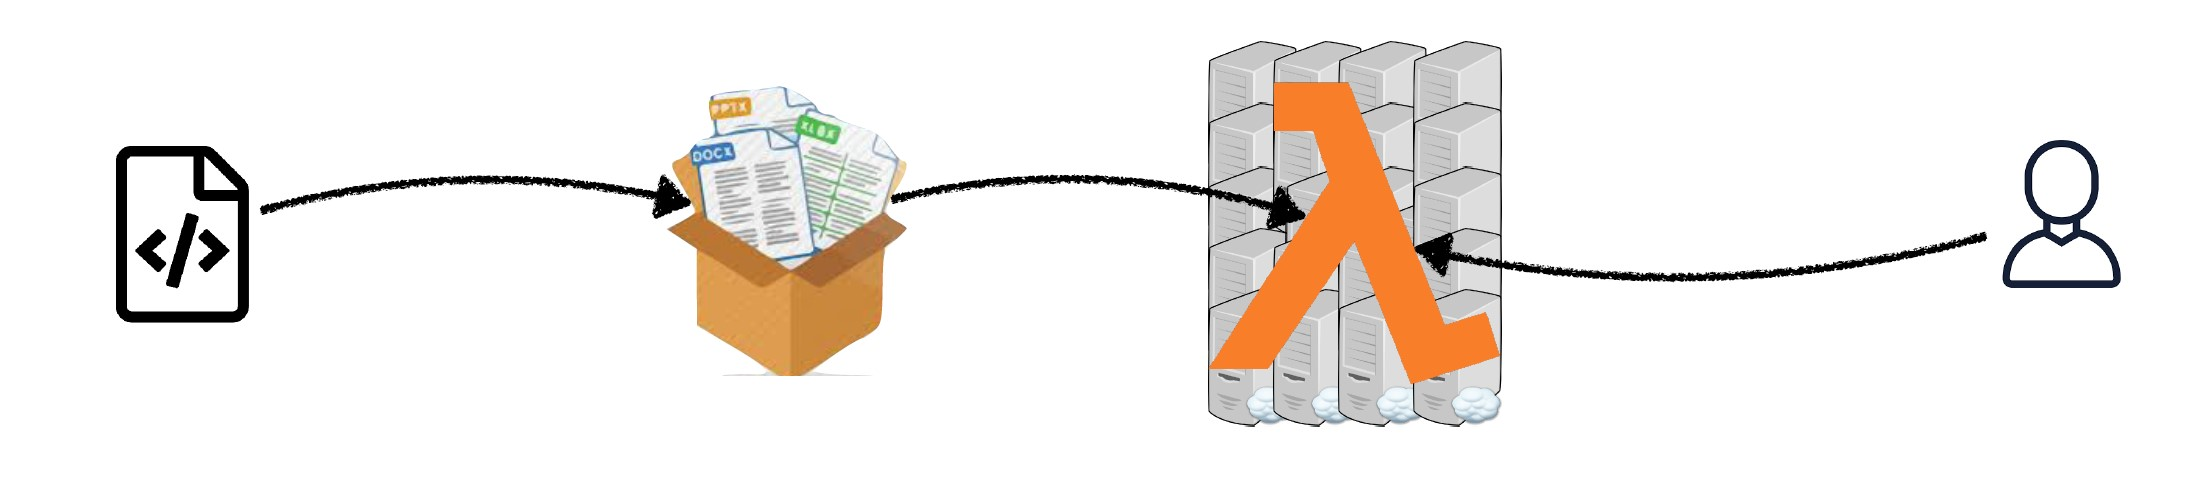 PPTX
XLSX
DOCX
</>
λ